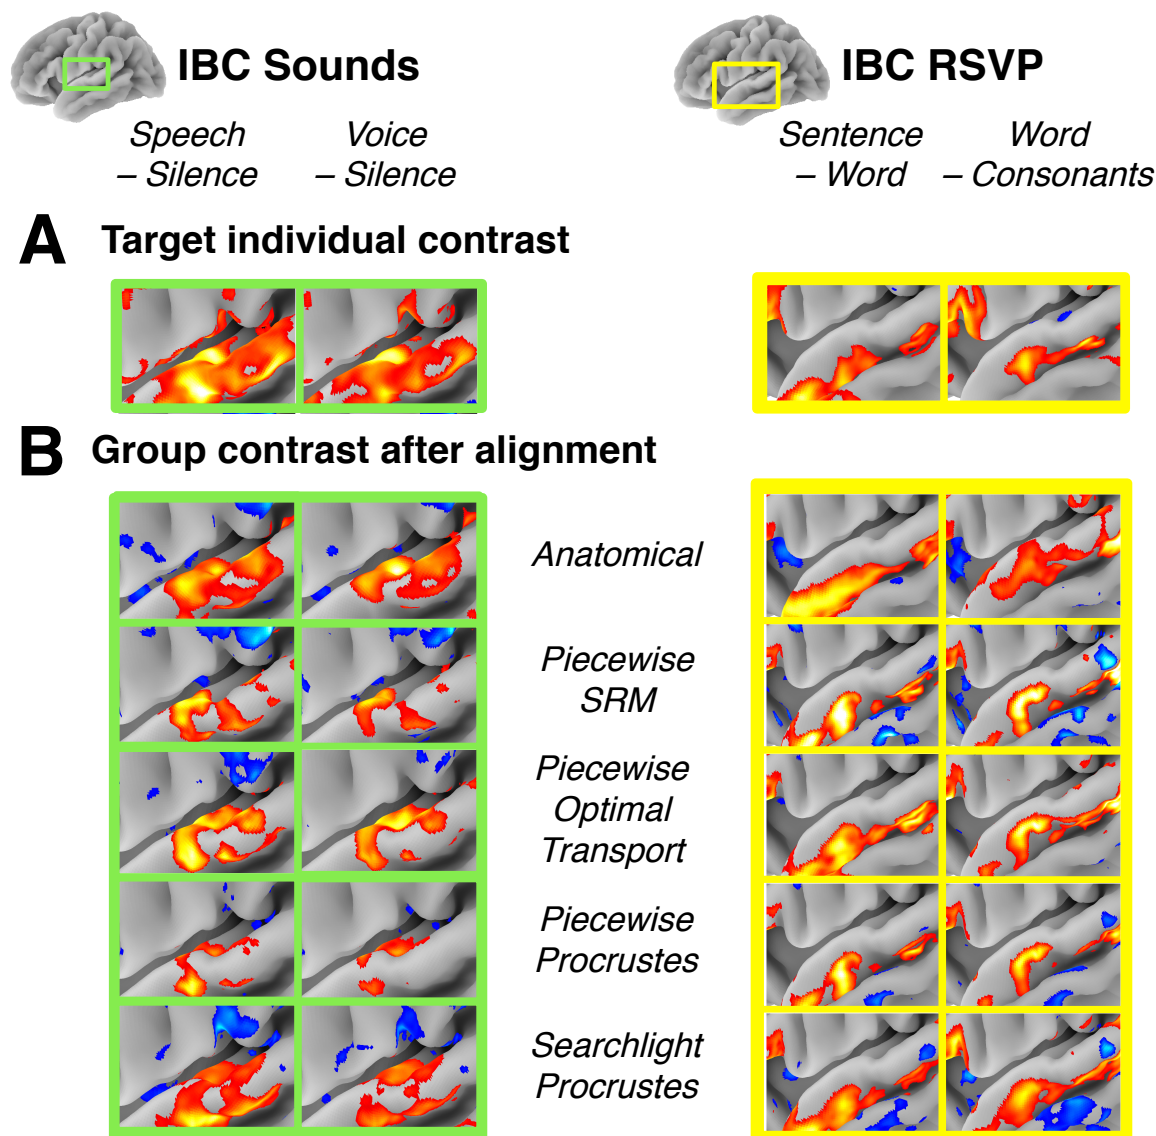 IBC Sounds
IBC RSVP
Speech
– Silence
Voice
– Silence
Sentence
– Word
Word
– Consonants
A Target individual contrast
B Group contrast after alignment
Anatomical
Piecewise
SRM
Piecewise
Optimal
Transport
Piecewise
Procrustes
Searchlight
Procrustes